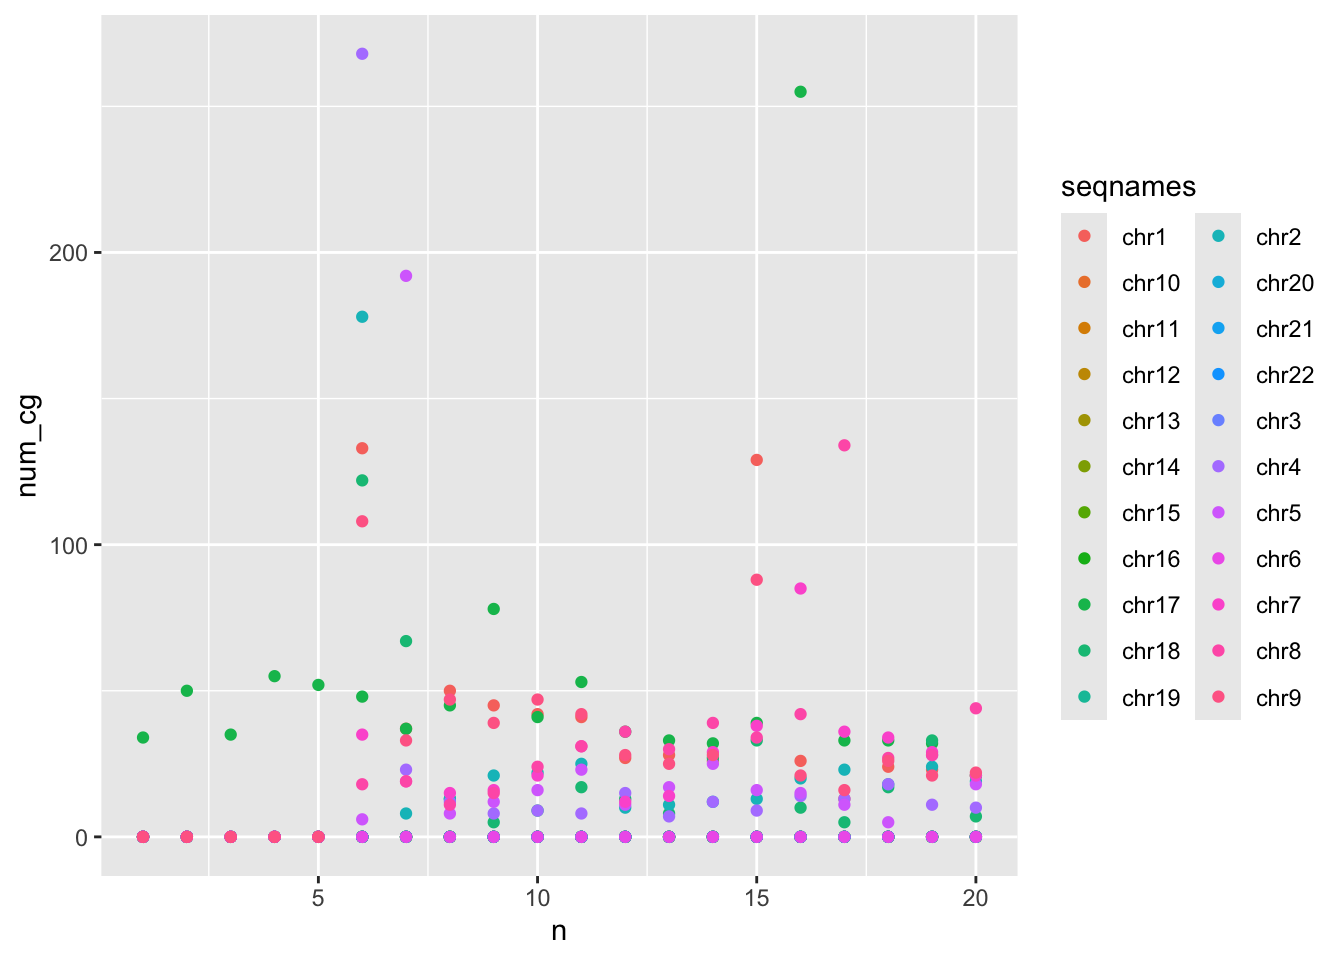 200
100
0
num_cg
5 10 15 20
n
seqnames
chr1 chr2
chr10 chr20
chr11 chr21
chr12 chr22
chr13 chr3
chr14 chr4
chr15 chr5
chr16 chr6
chr17 chr7
chr18 chr8
chr19 chr9